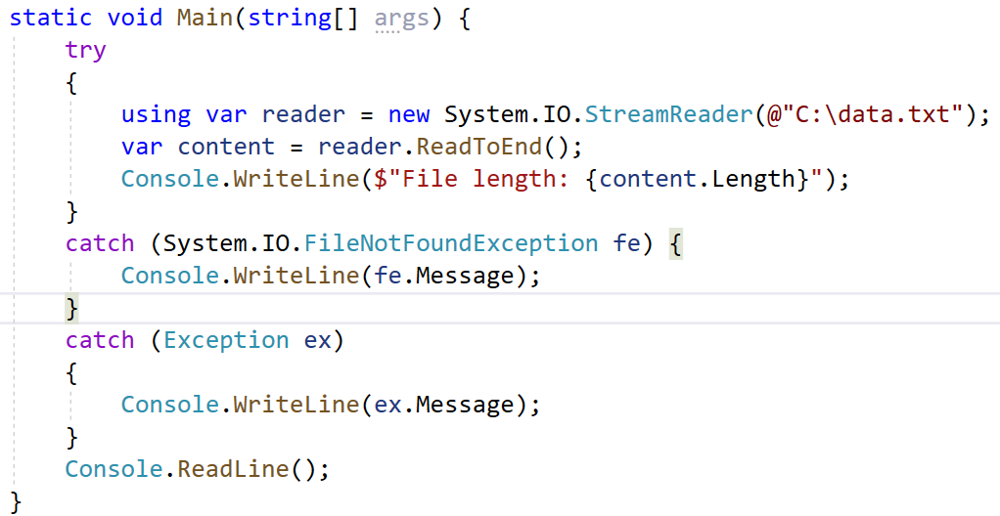 static void Main(string[] args) {
    try
    {
        using var reader = new System.IO.StreamReader(@"C:\data.txt");
        var content = reader.ReadToEnd();
        Console.WriteLine($"File length: {content.Length}");
    }
    catch (System.IO.FileNotFoundException fe) {
        Console.WriteLine(fe.Message);
    }
    catch (Exception ex)
    {
        Console.WriteLine(ex.Message);
    }
    Console.ReadLine();
}